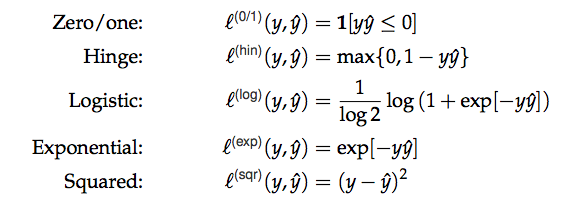 Zero/one: ℓ^(0/1)(y, ŷ) = 1[yŷ ≤ 0]
Hinge: ℓ^(hin)(y, ŷ) = max{0, 1 − yŷ}
Logistic: ℓ^(log)(y, ŷ) = 1/log 2 log (1 + exp[−yŷ])
Exponential: ℓ^(exp)(y, ŷ) = exp[−yŷ]
Squared: ℓ^(sqr)(y, ŷ) = (y − ŷ)²